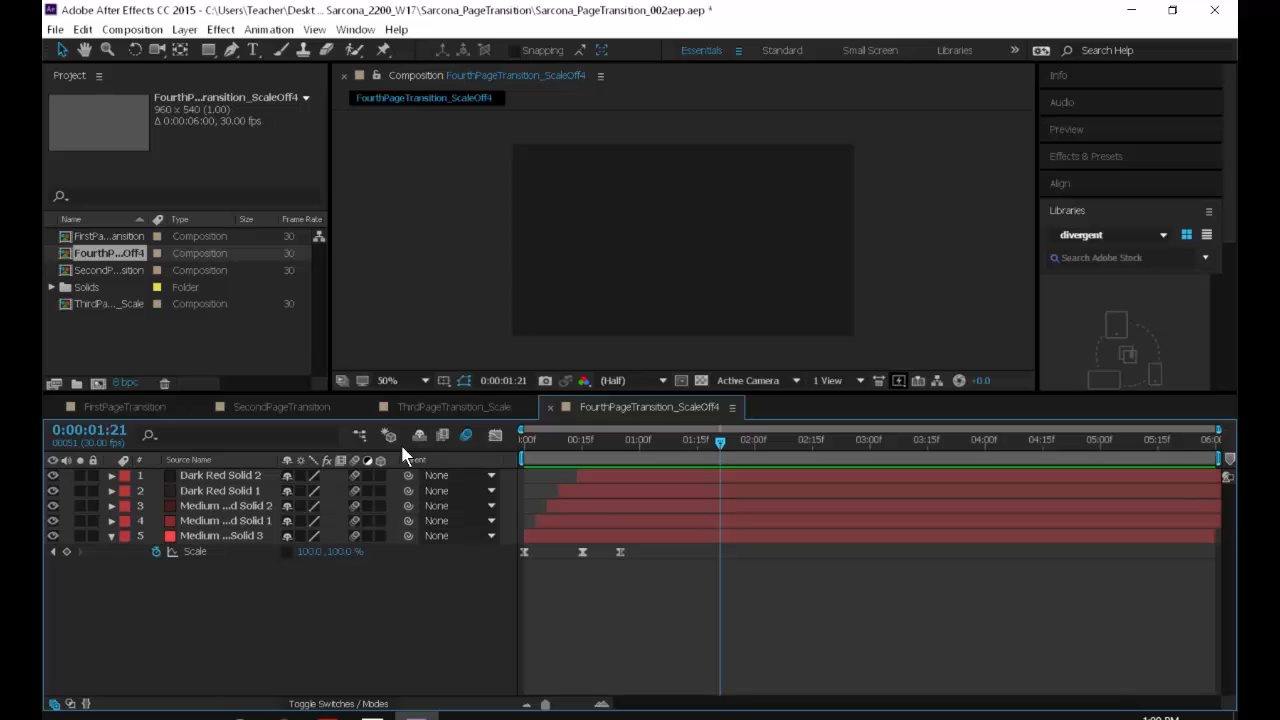 Adobe After Effects CC 2015 - C:\Users\Teacher\Deskt ... Sarcona_2200_W17\Sarcona_PageTransition\Sarcona_PageTransition_002aep.aep *
File Edit Composition Layer Effect Animation View Window Help
Snapping Essentials Standard Small Screen Libraries » Search Help
Project
FourthP...ransition_ScaleOff4
960 x 540 (1.00)
Δ 0:00:06:00, 30.00 fps
Name Type Size Frame Rate
FirstPa...ansition Composition 30
FourthP...Off4 Composition 30
SecondP...sition Composition 30
Solids Folder
ThirdPa..._Scale Composition 30
8 bpc
Composition FourthPageTransition_ScaleOff4
FourthPageTransition_ScaleOff4
50% 0:00:01:21 (Half) Active Camera 1 View +0.0
Info
Audio
Preview
Effects & Presets
Align
Libraries
divergent
Search Adobe Stock
FirstPageTransition SecondPageTransition ThirdPageTransition_Scale FourthPageTransition_ScaleOff4
0:00:01:21
00051 (30.00 fps)
:00f 00:15f 01:00f 01:15f 02:00f 02:15f 03:00f 03:15f 04:00f 04:15f 05:00f 05:15f 06:0
# Source Name fx
1 Dark Red Solid 2 None
2 Dark Red Solid 1 None
3 Medium ...d Solid 2 None
4 Medium ...d Solid 1 None
5 Medium ...Solid 3 None
Scale 100.0,100.0 %
Toggle Switches / Modes